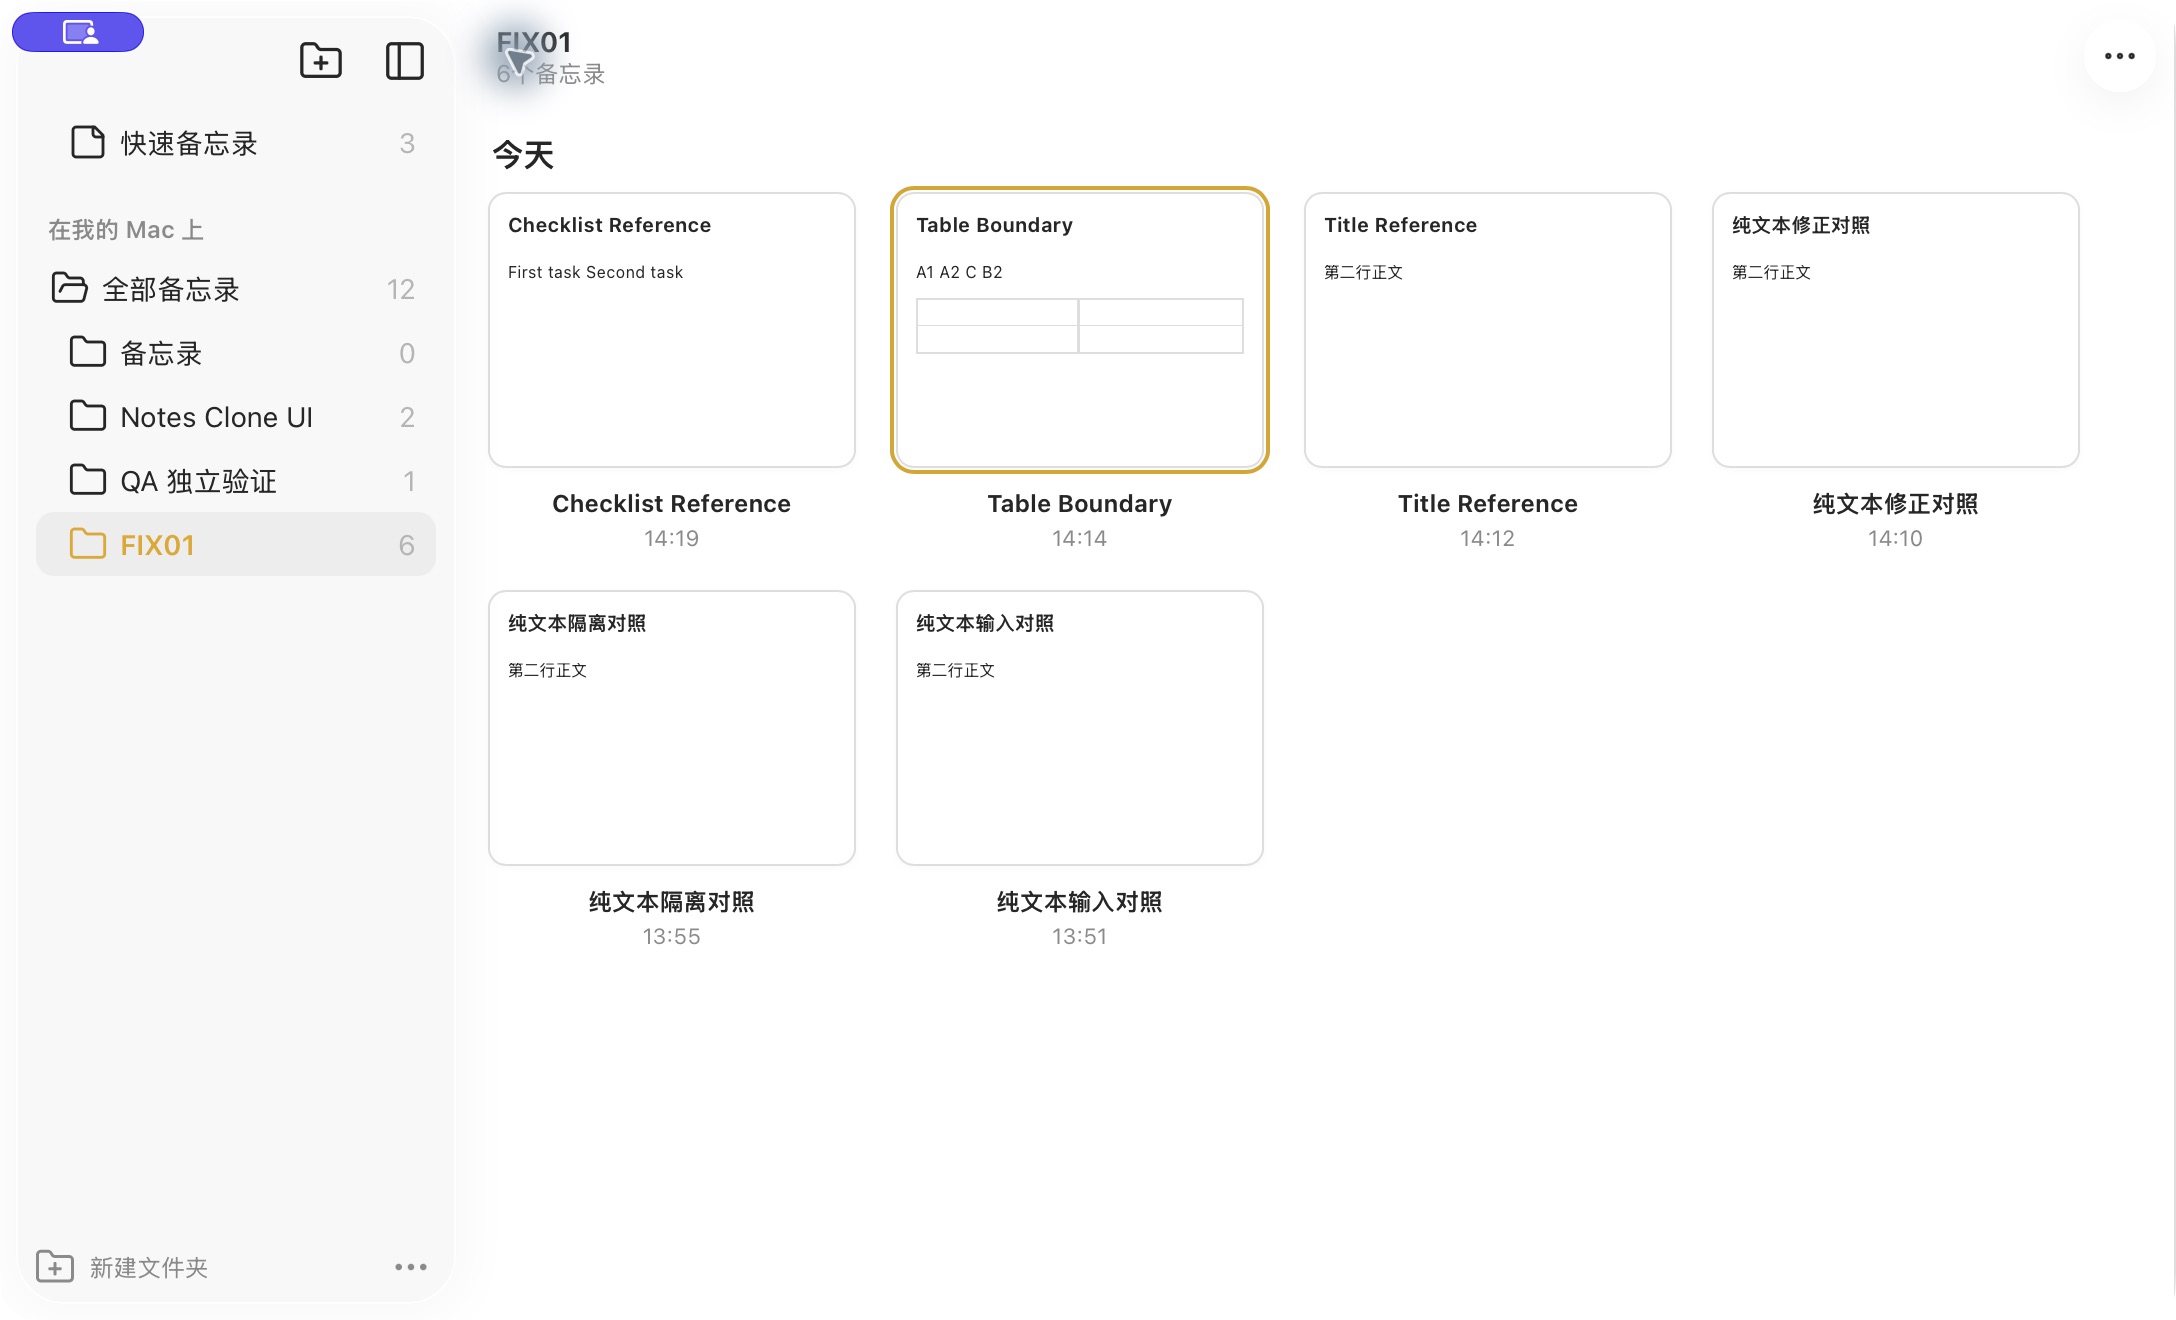 快速备忘录 3
在我的 Mac 上
全部备忘录 12
备忘录 0
Notes Clone UI 2
QA 独立验证 1
FIX01 6
新建文件夹
FIX01
6个备忘录
今天
Checklist Reference
First task Second task
Checklist Reference
14:19
Table Boundary
A1 A2 C B2
Table Boundary
14:14
Title Reference
第二行正文
Title Reference
14:12
纯文本修正对照
第二行正文
纯文本修正对照
14:10
纯文本隔离对照
第二行正文
纯文本隔离对照
13:55
纯文本输入对照
第二行正文
纯文本输入对照
13:51